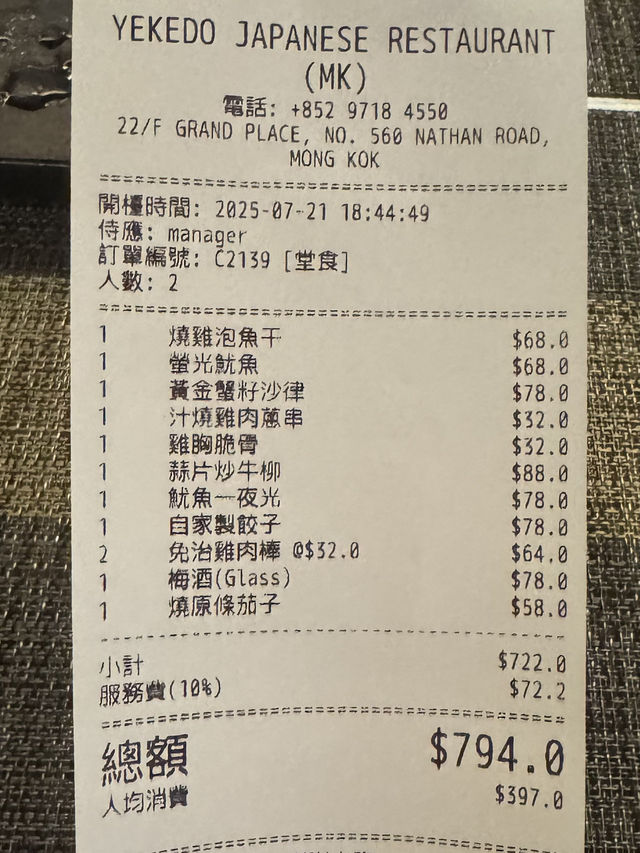 YEKEDO JAPANESE RESTAURANT
(MK)
電話: +852 9718 4550
22/F GRAND PLACE, NO. 560 NATHAN ROAD,
MONG KOK
開檯時間: 2025-07-21 18:44:49
侍應: manager
訂單編號: C2139 [堂食]
人數: 2
1 燒雞泡魚干 $68.0
1 螢光魷魚 $68.0
1 黃金蟹籽沙律 $78.0
1 汁燒雞肉蔥串 $32.0
1 雞胸脆骨 $32.0
1 蒜片炒牛柳 $88.0
1 魷魚一夜光 $78.0
1 自家製餃子 $78.0
2 免治雞肉棒 @$32.0 $64.0
1 梅酒(Glass) $78.0
1 燒原條茄子 $58.0
小計 $722.0
服務費(10%) $72.2
總額 $794.0
人均消費 $397.0